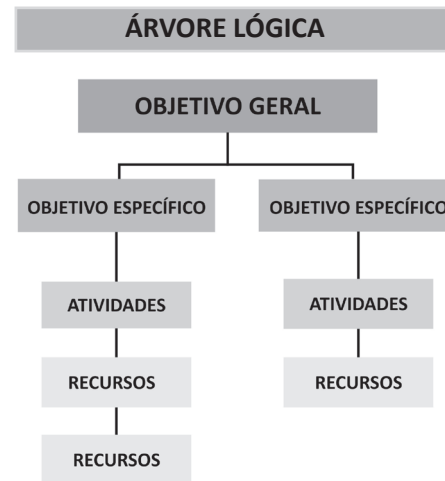 ÁRVORE LÓGICA
OBJETIVO GERAL
OBJETIVO ESPECÍFICO
OBJETIVO ESPECÍFICO
ATIVIDADES
ATIVIDADES
RECURSOS
RECURSOS
RECURSOS